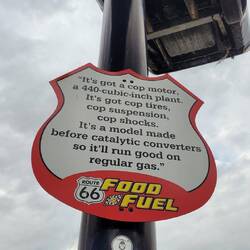 "It's got a cop motor,
a 440-cubic-inch plant.
It's got cop tires,
cop suspension,
cop shocks.
It's a model made
before catalytic converters
so it'll run good on
regular gas."
ROUTE
66
FOOD
FUEL